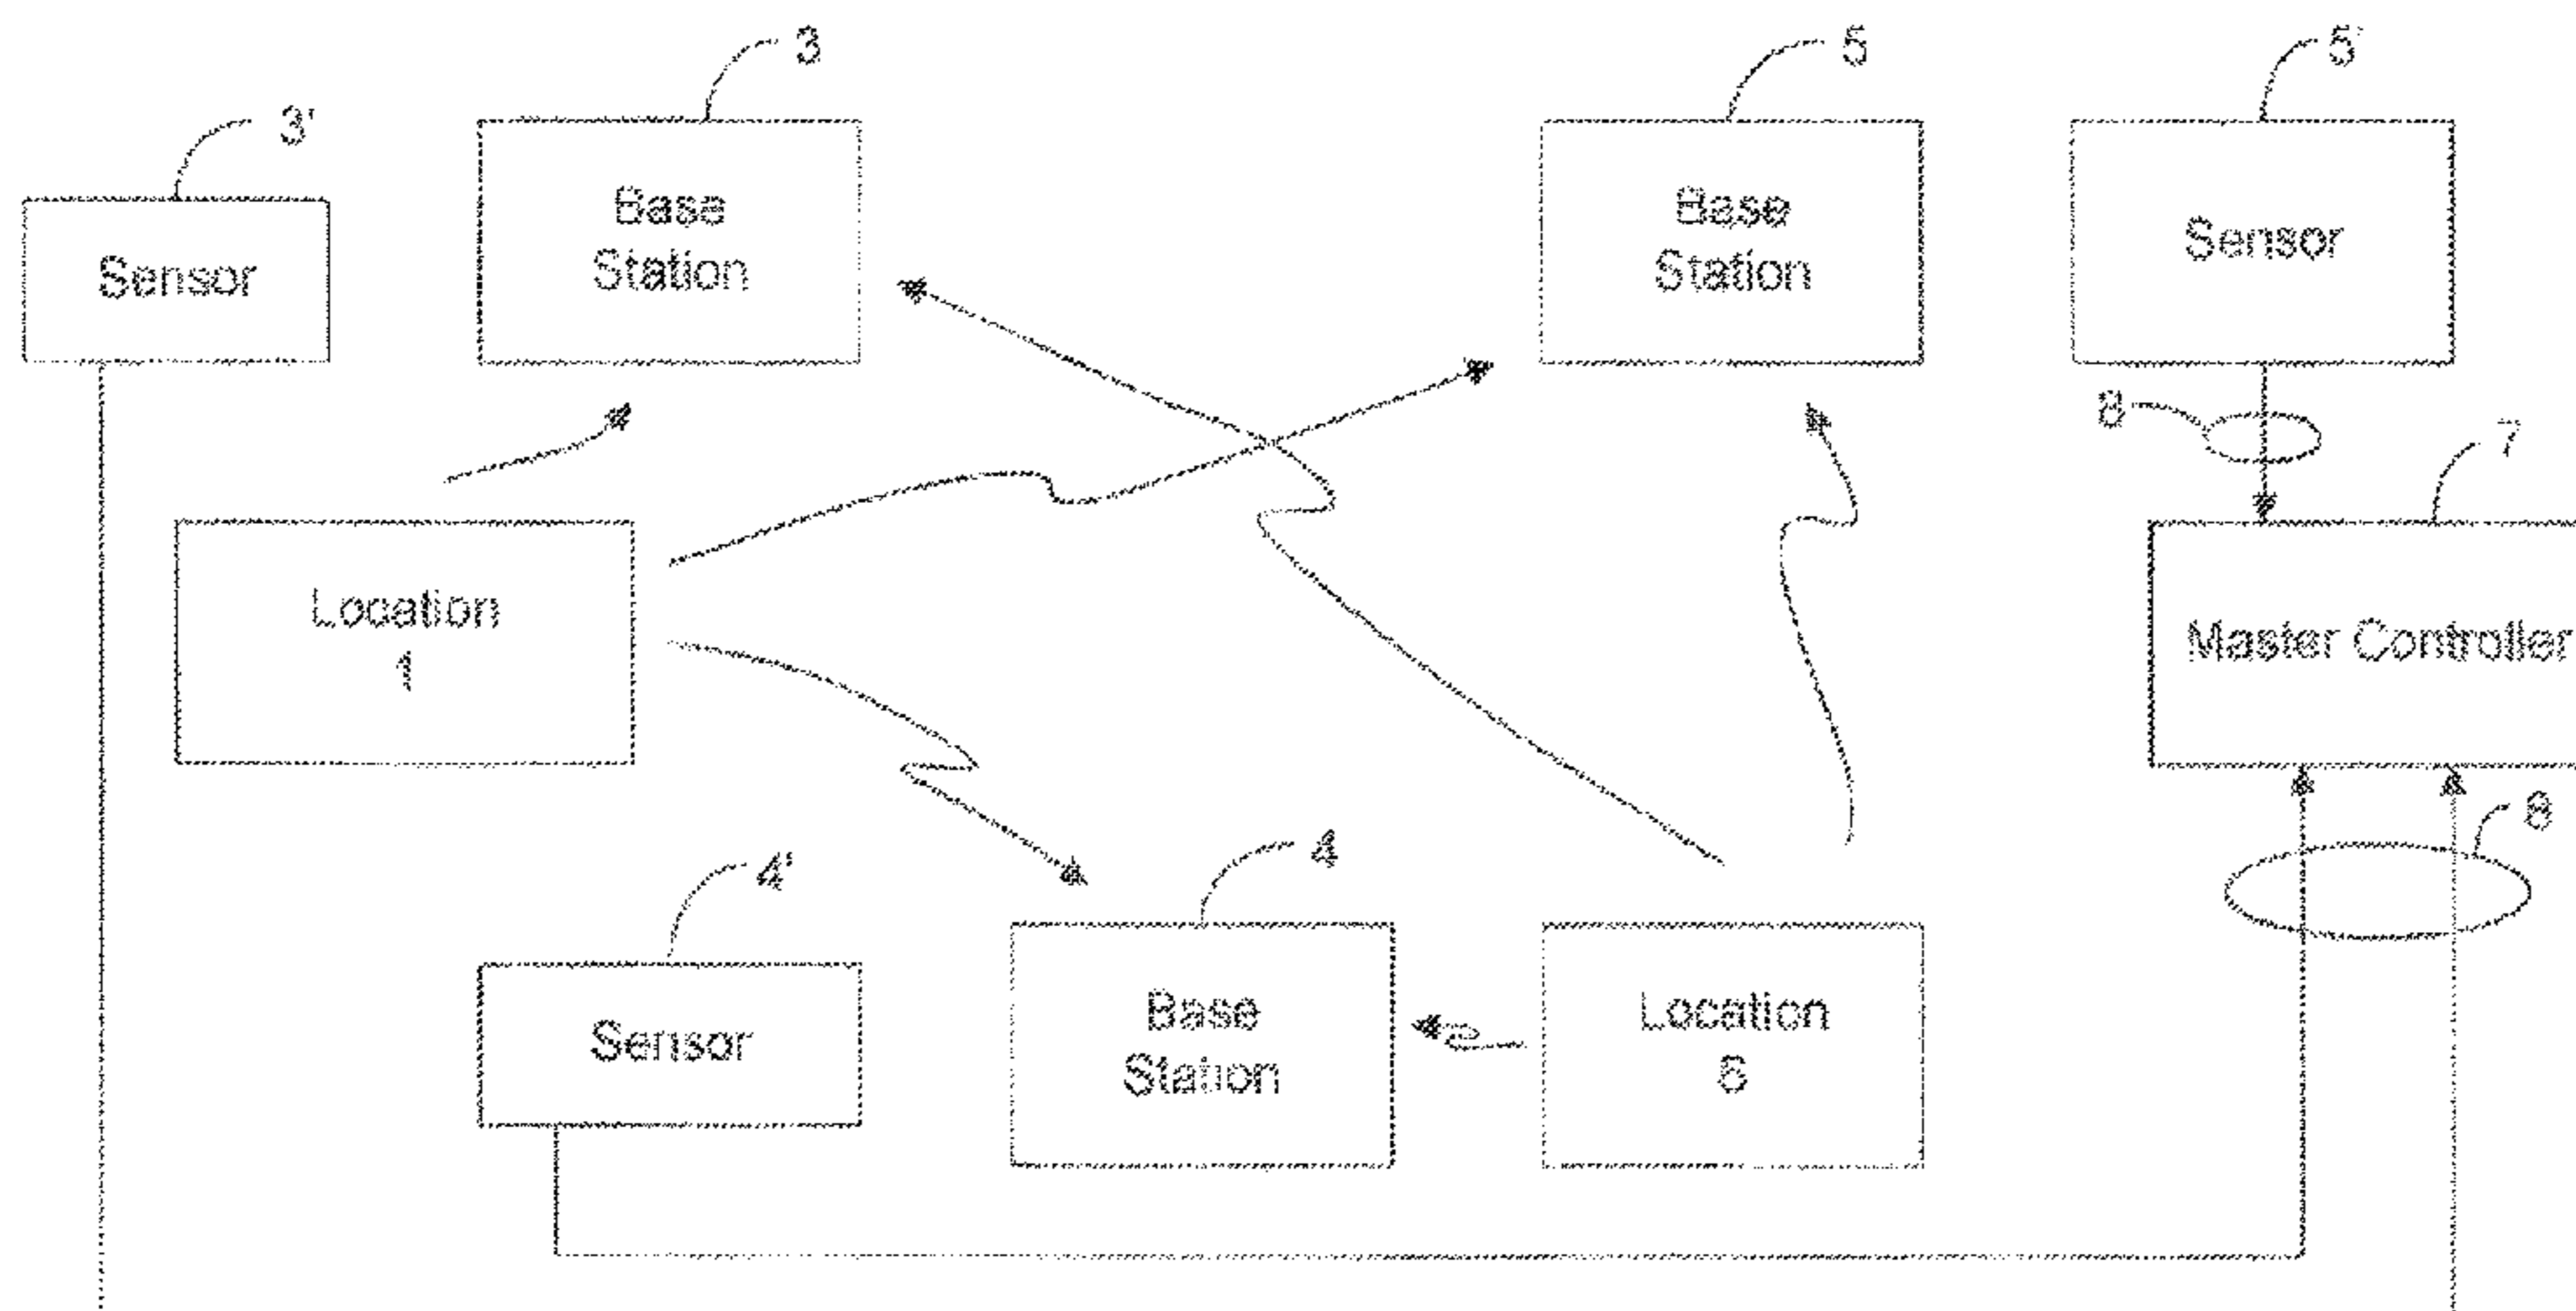 3
5
5'
3'
Base
Station
Base
Station
Sensor
Sensor
8
7
Location
1
Master Controller
8
4'
4
Sensor
Base
Station
Location
6